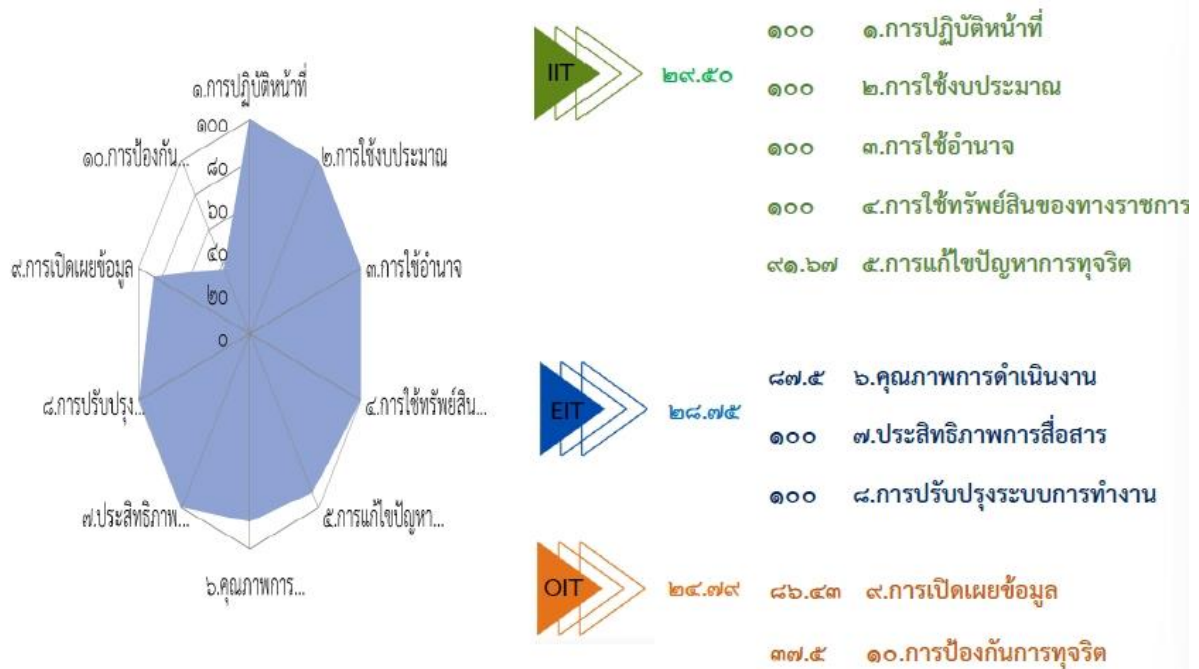 ๑.การปฏิบัติหน้าที่
๒.การใช้งบประมาณ
๓.การใช้อำนาจ
๔.การใช้ทรัพย์สิน...
๕.การแก้ไขปัญหา...
๖.คุณภาพการ...
๗.ประสิทธิภาพ...
๘.การปรับปรุง...
๙.การเปิดเผยข้อมูล
๑๐.การป้องกัน...
๑๐๐
๘๐
๖๐
๔๐
๒๐
๐
IIT ๒๙.๕๐
๑๐๐ ๑.การปฏิบัติหน้าที่
๑๐๐ ๒.การใช้งบประมาณ
๑๐๐ ๓.การใช้อำนาจ
๑๐๐ ๔.การใช้ทรัพย์สินของทางราชการ
๙๑.๖๗ ๕.การแก้ไขปัญหาการทุจริต
EIT ๒๘.๗๕
๘๗.๕ ๖.คุณภาพการดำเนินงาน
๑๐๐ ๗.ประสิทธิภาพการสื่อสาร
๑๐๐ ๘.การปรับปรุงระบบการทำงาน
OIT ๒๔.๗๙
๘๖.๔๓ ๙.การเปิดเผยข้อมูล
๓๗.๕ ๑๐.การป้องกันการทุจริต